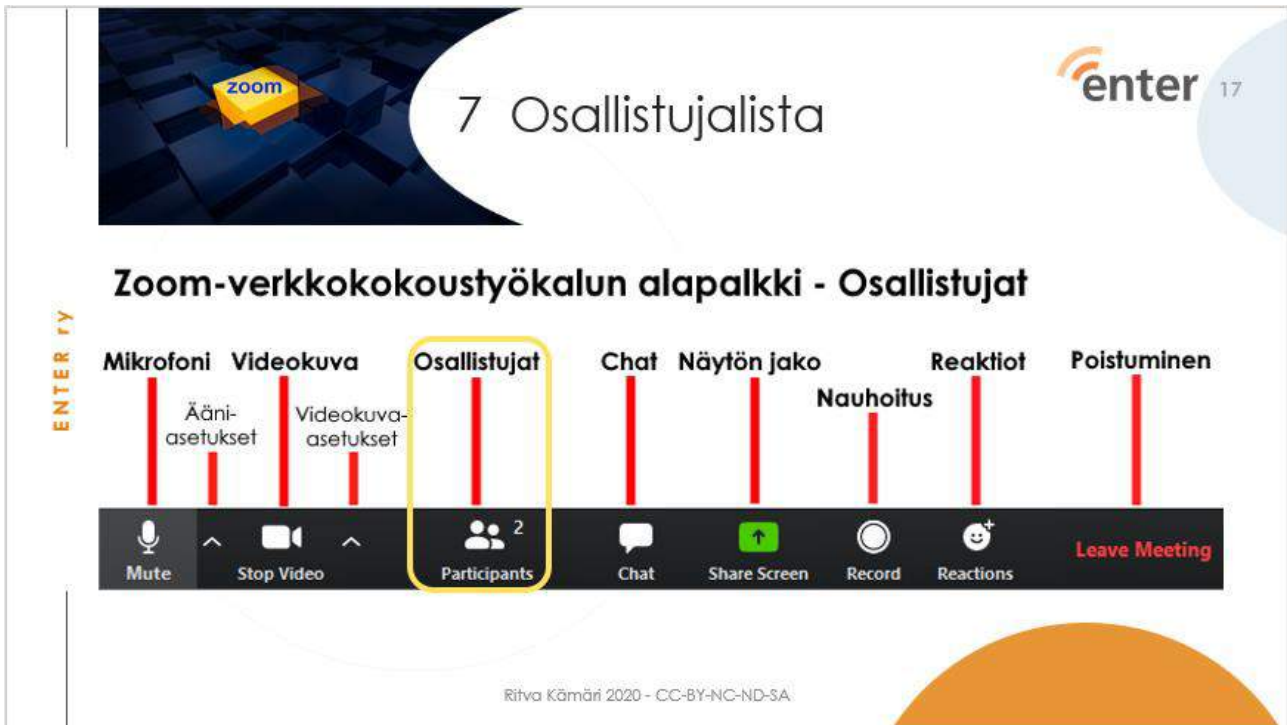 zoom
7 Osallistujalista
enter
17
Zoom-verkkokokoustyökalun alapalkki - Osallistujat
ENTER ry
Mikrofoni Videokuva Osallistujat Chat Näytön jako Reaktiot Poistuminen
Nauhoitus
Ääni-
asetukset
Videokuva-
asetukset
2
Mute Stop Video Participants Chat Share Screen Record Reactions Leave Meeting
Ritva Kämäri 2020 - CC-BY-NC-ND-SA